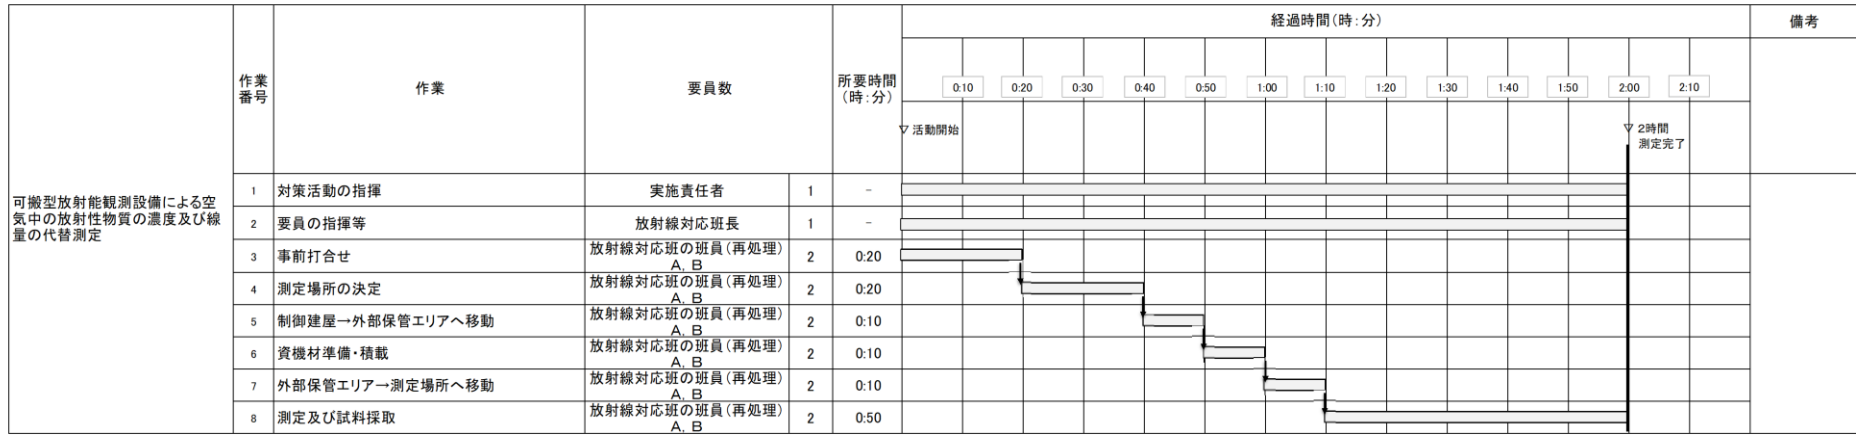 経過時間(時:分)
備考
作業
番号
作業
要員数
所要時間
(時:分)
0:10
0:20
0:30
0:40
0:50
1:00
1:10
1:20
1:30
1:40
1:50
2:00
2:10
▽ 活動開始
▽ 2時間
測定完了
可搬型放射能観測設備による空
気中の放射性物質の濃度及び線
量の代替測定
1 対策活動の指揮 実施責任者 1 -
2 要員の指揮等 放射線対応班長 1 -
3 事前打合せ 放射線対応班の班員(再処理) 2 0:20
A, B
4 測定場所の決定 放射線対応班の班員(再処理) 2 0:20
A, B
5 制御建屋→外部保管エリアへ移動 放射線対応班の班員(再処理) 2 0:10
A, B
6 資機材準備・積載 放射線対応班の班員(再処理) 2 0:10
A, B
7 外部保管エリア→測定場所へ移動 放射線対応班の班員(再処理) 2 0:10
A, B
8 測定及び試料採取 放射線対応班の班員(再処理) 2 0:50
A, B